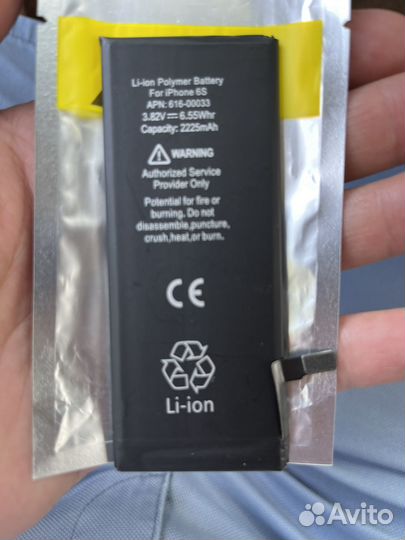 Li-ion Polymer Battery
For iPhone 6S
APN: 616-00033
3.82V⎓ 6.55Whr
Capacity: 2225mAh
WARNING
Authorized Service
Provider Only
Potential for fire or
burning. Do not
disassemble,puncture,
crush,heat,or burn.
CE
Li-ion
Avito